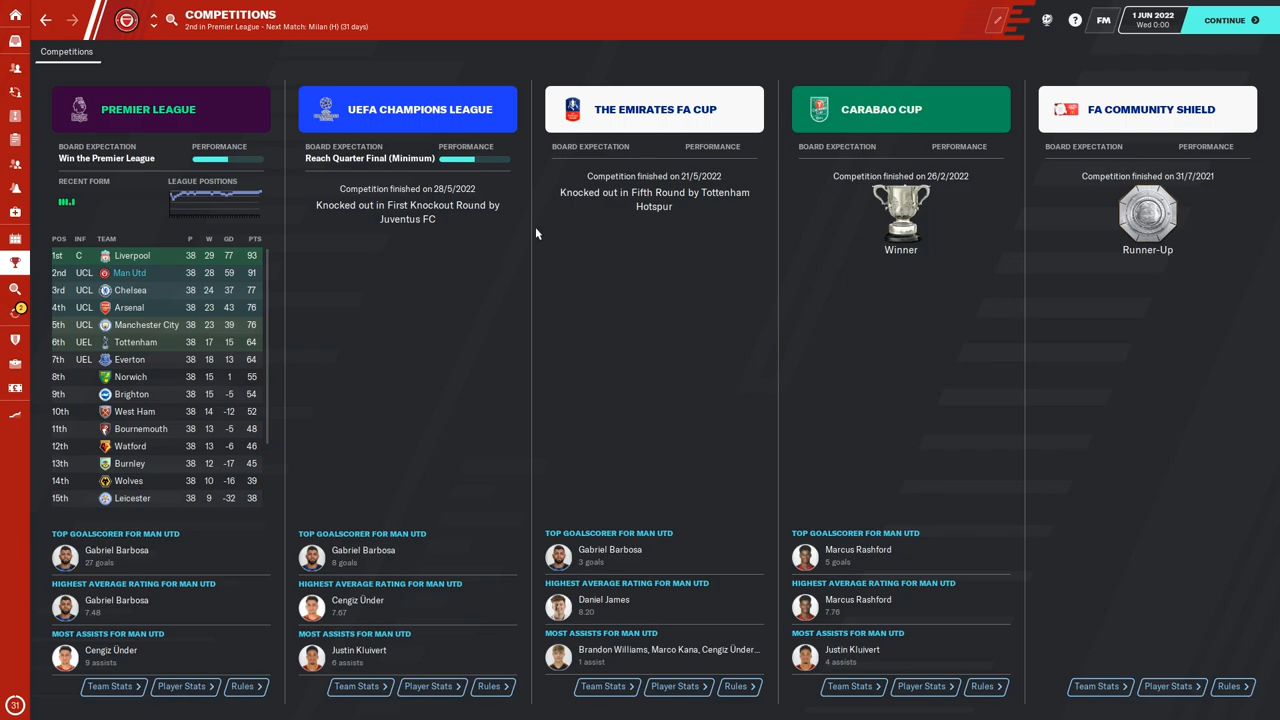 COMPETITIONS
2nd in Premier League - Next Match: Milan (H) (31 days)
FM
1 JUN 2022
Wed 0:00
CONTINUE
Competitions
2
31
PREMIER LEAGUE
BOARD EXPECTATION PERFORMANCE
Win the Premier League
RECENT FORM LEAGUE POSITIONS
POS INF TEAM P W GD PTS
1st C Liverpool 38 29 77 93
2nd UCL Man Utd 38 28 59 91
3rd UCL Chelsea 38 24 37 77
4th UCL Arsenal 38 23 43 76
5th UCL Manchester City 38 23 39 76
6th UEL Tottenham 38 17 15 64
7th UEL Everton 38 18 13 64
8th Norwich 38 15 1 55
9th Brighton 38 15 -5 54
10th West Ham 38 14 -12 52
11th Bournemouth 38 13 -5 48
12th Watford 38 13 -6 46
13th Burnley 38 12 -17 45
14th Wolves 38 10 -16 39
15th Leicester 38 9 -32 38
TOP GOALSCORER FOR MAN UTD
Gabriel Barbosa
27 goals
HIGHEST AVERAGE RATING FOR MAN UTD
Gabriel Barbosa
7.48
MOST ASSISTS FOR MAN UTD
Cengiz Ünder
9 assists
Team Stats Player Stats Rules
UEFA CHAMPIONS LEAGUE
BOARD EXPECTATION PERFORMANCE
Reach Quarter Final (Minimum)
Competition finished on 28/5/2022
Knocked out in First Knockout Round by
Juventus FC
TOP GOALSCORER FOR MAN UTD
Gabriel Barbosa
8 goals
HIGHEST AVERAGE RATING FOR MAN UTD
Cengiz Ünder
7.67
MOST ASSISTS FOR MAN UTD
Justin Kluivert
6 assists
Team Stats Player Stats Rules
THE EMIRATES FA CUP
BOARD EXPECTATION PERFORMANCE
Competition finished on 21/5/2022
Knocked out in Fifth Round by Tottenham
Hotspur
TOP GOALSCORER FOR MAN UTD
Gabriel Barbosa
3 goals
HIGHEST AVERAGE RATING FOR MAN UTD
Daniel James
8.20
MOST ASSISTS FOR MAN UTD
Brandon Williams, Marco Kana, Cengiz Ünder...
1 assist
Team Stats Player Stats Rules
CARABAO CUP
BOARD EXPECTATION PERFORMANCE
Competition finished on 26/2/2022
Winner
TOP GOALSCORER FOR MAN UTD
Marcus Rashford
5 goals
HIGHEST AVERAGE RATING FOR MAN UTD
Marcus Rashford
7.76
MOST ASSISTS FOR MAN UTD
Justin Kluivert
4 assists
Team Stats Player Stats Rules
FA COMMUNITY SHIELD
BOARD EXPECTATION PERFORMANCE
Competition finished on 31/7/2021
Runner-Up
Team Stats Player Stats Rules